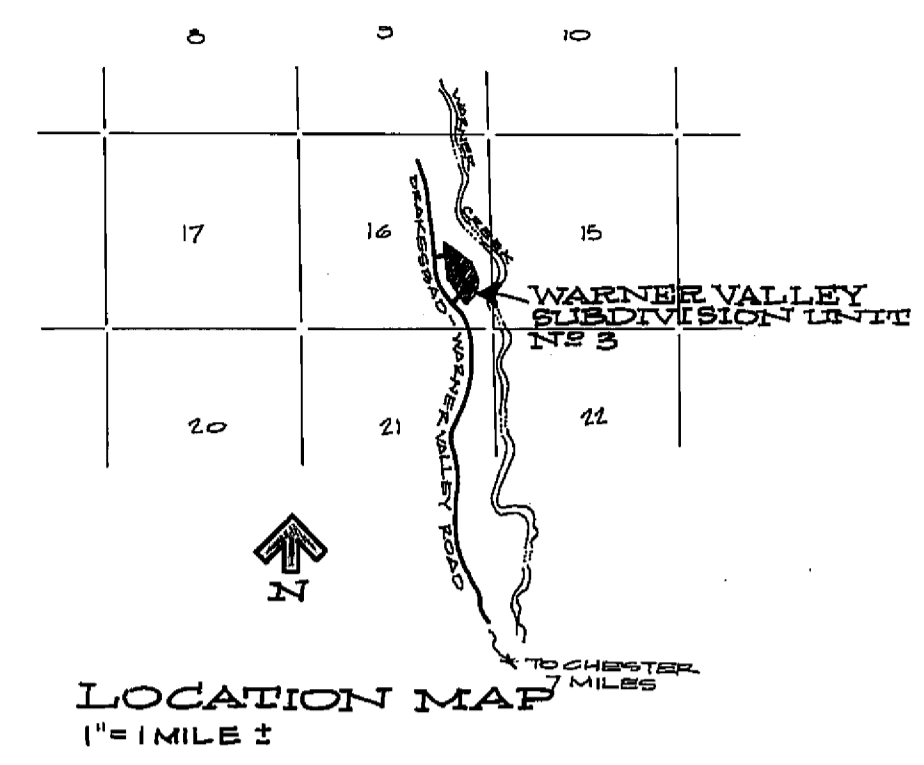 8 9 10
WARNER
CREEK
17 16 15
DRAKESBAD - WARNER VALLEY ROAD
WARNER VALLEY
SUBDIVISION UNIT
Nº 3
20 21 22
N
TO CHESTER
7 MILES
LOCATION MAP
1" = 1 MILE ±